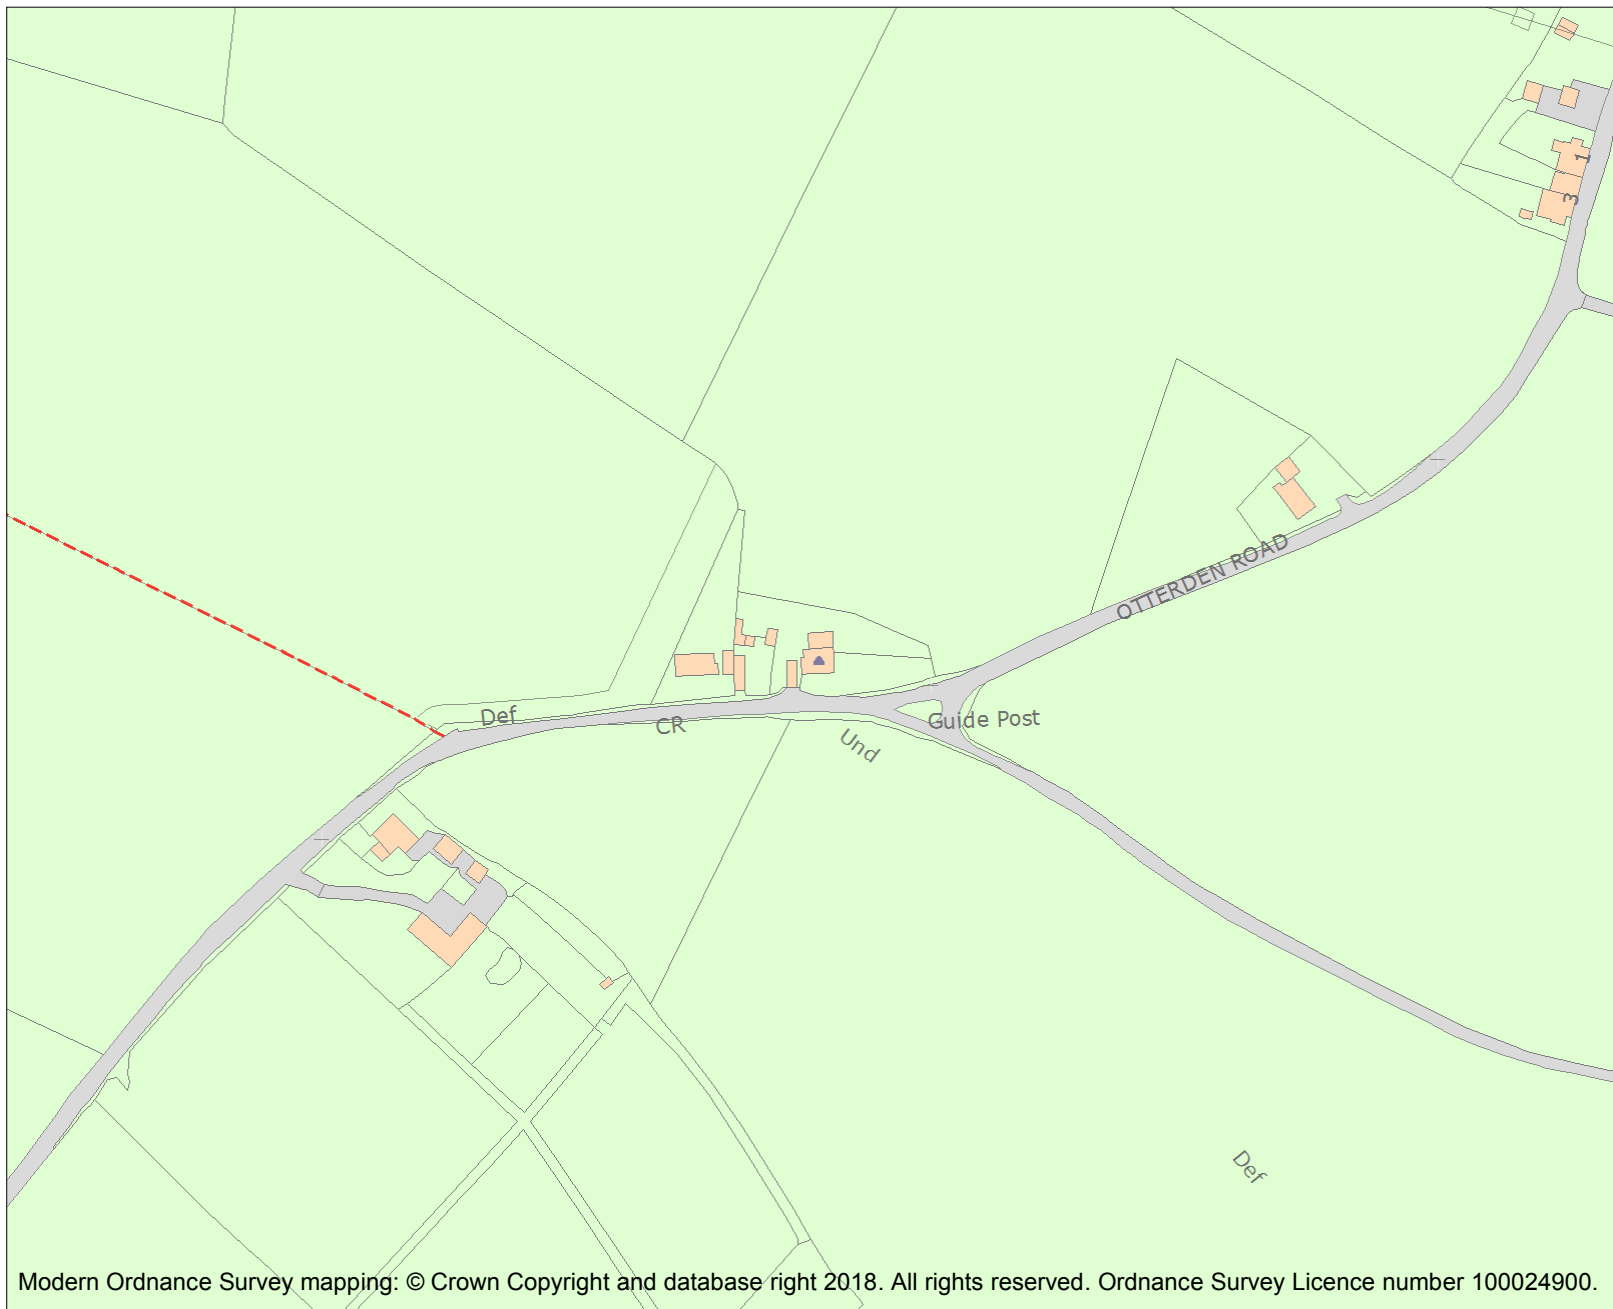 1
3
OTTERDEN ROAD
Def
CR
Guide Post
Und
Def
Modern Ordnance Survey mapping: © Crown Copyright and database right 2018. All rights reserved. Ordnance Survey Licence number 100024900.